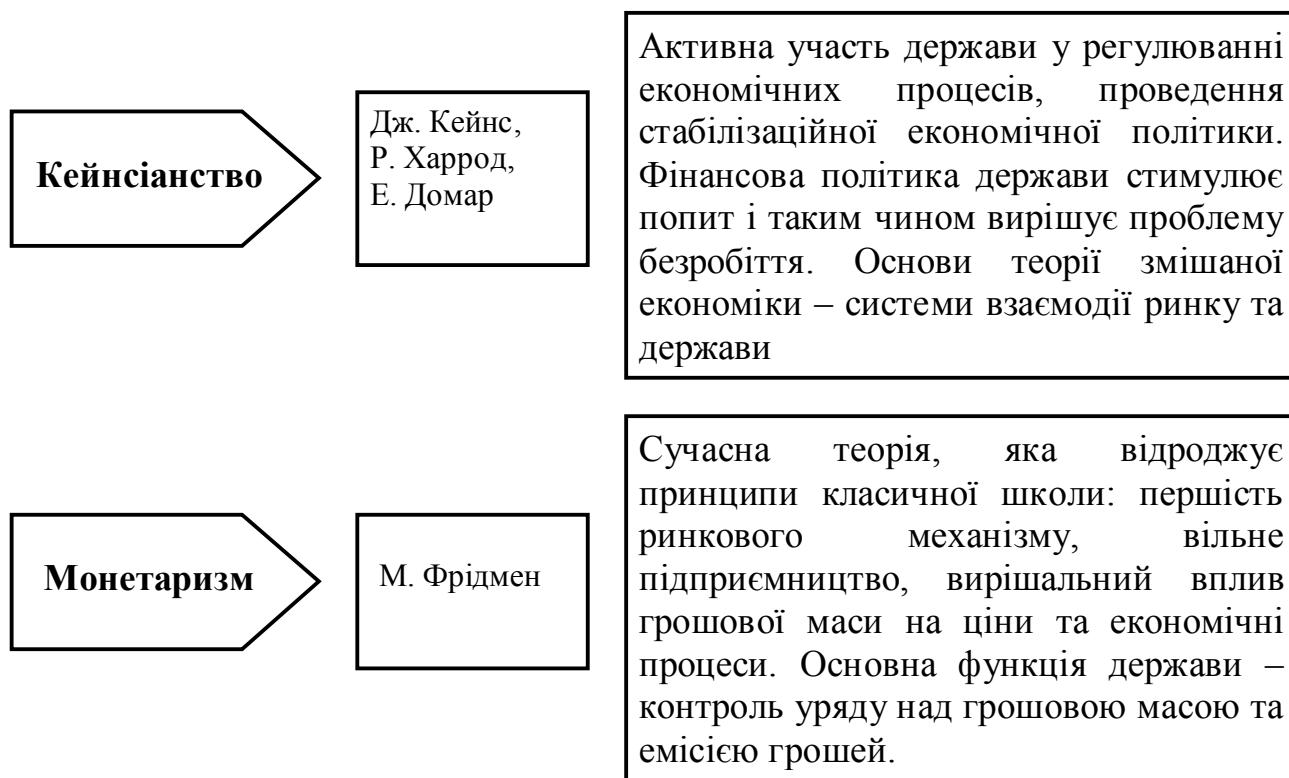 Кейнсіанство
Дж. Кейнс,
Р. Харрод,
Е. Домар
Активна участь держави у регулюванні
економічних процесів, проведення
стабілізаційної економічної політики.
Фінансова політика держави стимулює
попит і таким чином вирішує проблему
безробіття. Основи теорії змішаної
економіки – системи взаємодії ринку та
держави
Монетаризм
М. Фрідмен
Сучасна теорія, яка відроджує
принципи класичної школи: першість
ринкового механізму, вільне
підприємництво, вирішальний вплив
грошової маси на ціни та економічні
процеси. Основна функція держави –
контроль уряду над грошовою масою та
емісією грошей.